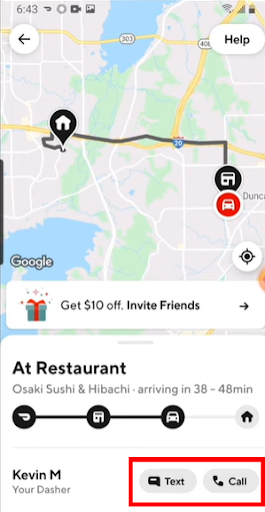 6:43
Help
303
40
20
Dunca
Google
Get $10 off. Invite Friends
At Restaurant
Osaki Sushi & Hibachi · arriving in 38 - 48min
Kevin M
Text
Call
Your Dasher